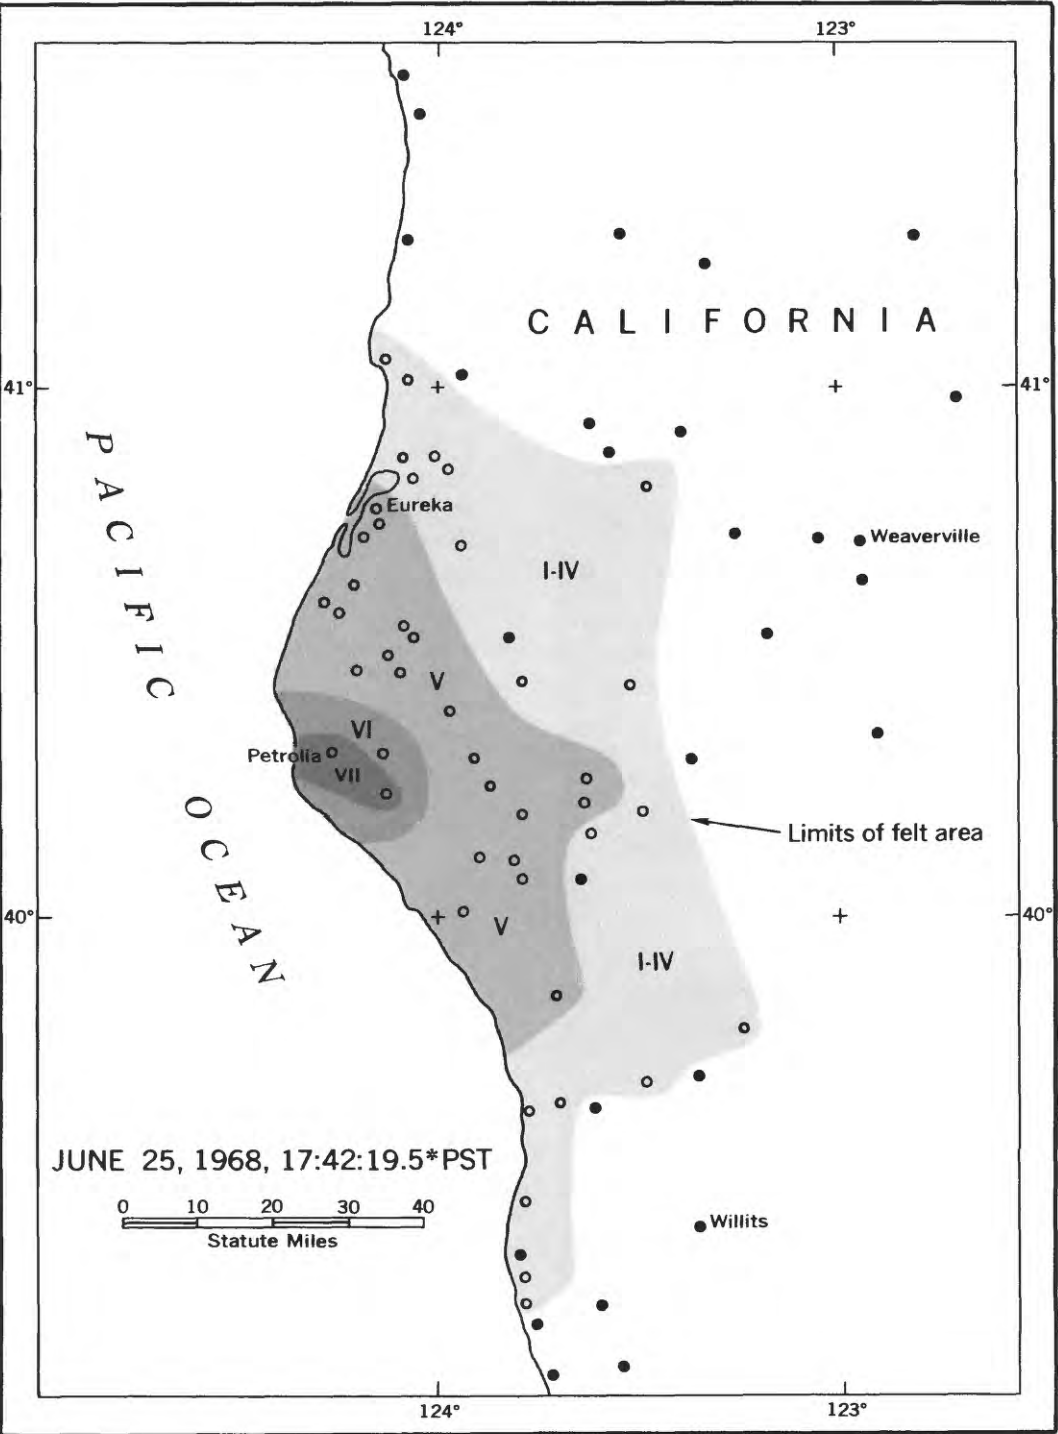 124° 123°
CALIFORNIA
41° 41°
PACIFIC OCEAN
Eureka
Weaverville
I-IV
V
VI
Petrolia
VII
Limits of felt area
40° 40°
V
I-IV
JUNE 25, 1968, 17:42:19.5*PST
0 10 20 30 40
Statute Miles
Willits
124° 123°